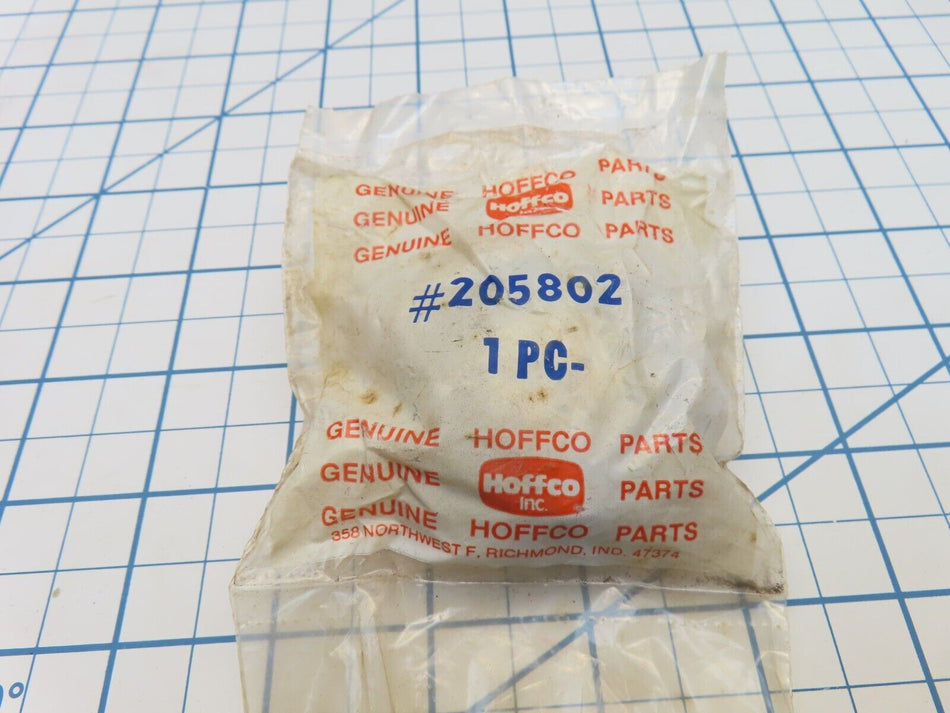 GENUINE HOFFCO PARTS
GENUINE HOFFCO PARTS
GENUINE HOFFCO PARTS
#205802
1 PC-
GENUINE HOFFCO PARTS
GENUINE Hoffco Inc. PARTS
GENUINE HOFFCO PARTS
358 NORTHWEST F, RICHMOND, IND. 47374
0°